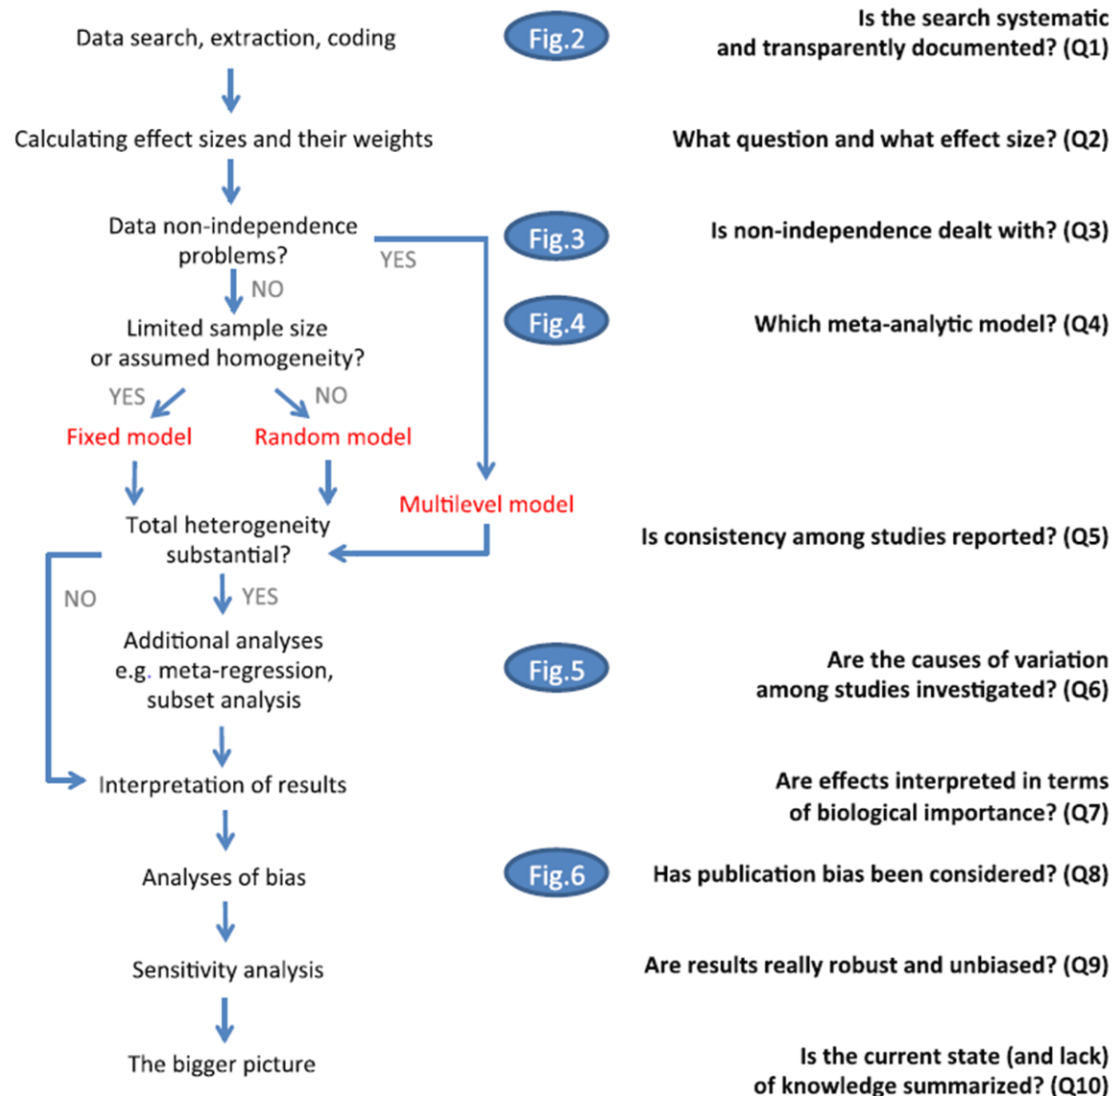 Data search, extraction, coding
Fig.2
Is the search systematic
and transparently documented? (Q1)
Calculating effect sizes and their weights
What question and what effect size? (Q2)
Data non-independence
problems?
YES
Fig.3
Is non-independence dealt with? (Q3)
NO
Limited sample size
or assumed homogeneity?
Fig.4
Which meta-analytic model? (Q4)
YES
NO
Fixed model
Random model
Multilevel model
Total heterogeneity
substantial?
Is consistency among studies reported? (Q5)
NO
YES
Additional analyses
e.g. meta-regression,
subset analysis
Fig.5
Are the causes of variation
among studies investigated? (Q6)
Interpretation of results
Are effects interpreted in terms
of biological importance? (Q7)
Analyses of bias
Fig.6
Has publication bias been considered? (Q8)
Sensitivity analysis
Are results really robust and unbiased? (Q9)
The bigger picture
Is the current state (and lack)
of knowledge summarized? (Q10)